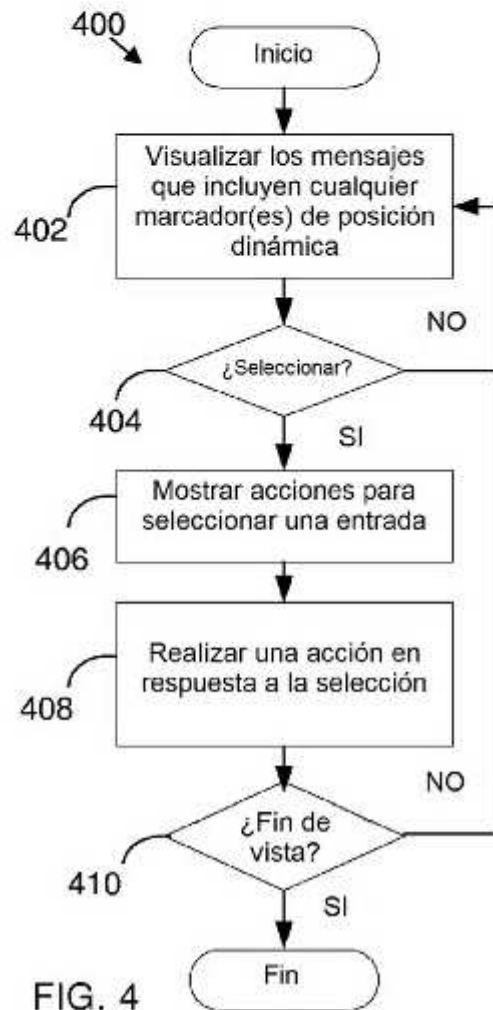 400
Inicio
Visualizar los mensajes
que incluyen cualquier
marcador(es) de posición
dinámica
402
NO
¿Seleccionar?
404
SI
Mostrar acciones para
seleccionar una entrada
406
Realizar una acción en
respuesta a la selección
408
NO
¿Fin de
vista?
410
SI
Fin
FIG. 4